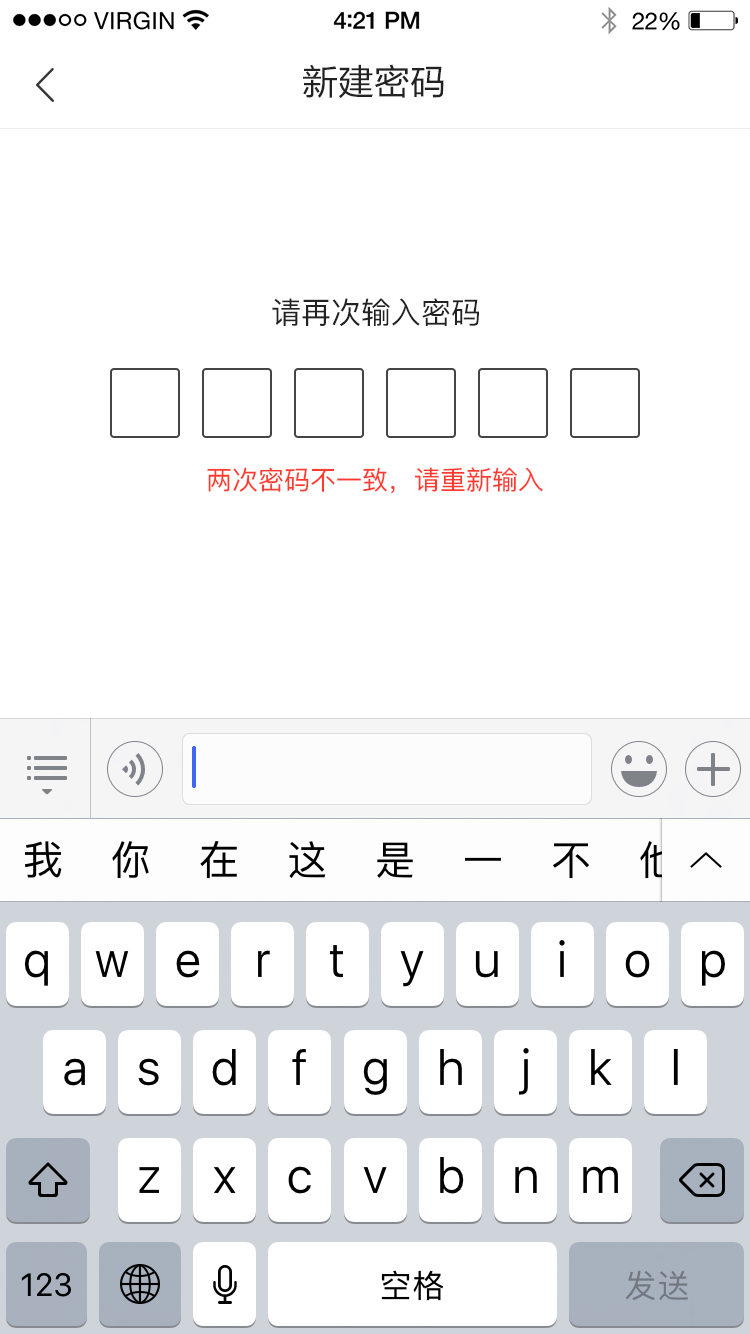 VIRGIN 4:21 PM 22%
新建密码
请再次输入密码
两次密码不一致，请重新输入
我 你 在 这 是 一 不 他
q w e r t y u i o p
a s d f g h j k l
z x c v b n m
123 空格 发送